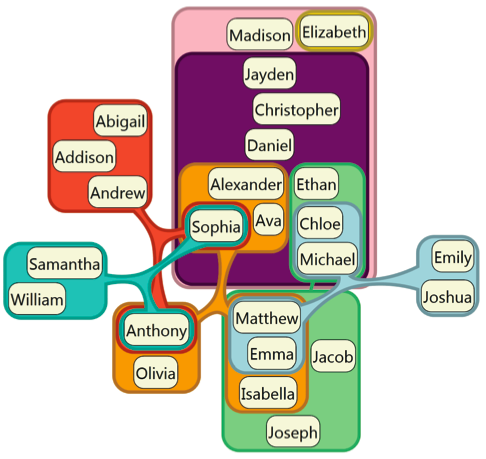 Madison
Elizabeth
Jayden
Christopher
Abigail
Daniel
Addison
Andrew
Alexander
Ethan
Sophia
Ava
Chloe
Michael
Samantha
William
Emily
Joshua
Anthony
Matthew
Emma
Jacob
Olivia
Isabella
Joseph